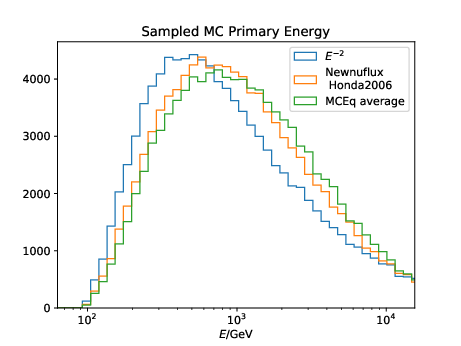 Sampled MC Primary Energy
E⁻²
Newnuflux
Honda2006
MCEq average
4000
3000
2000
1000
0
10² 10³ 10⁴
E/GeV